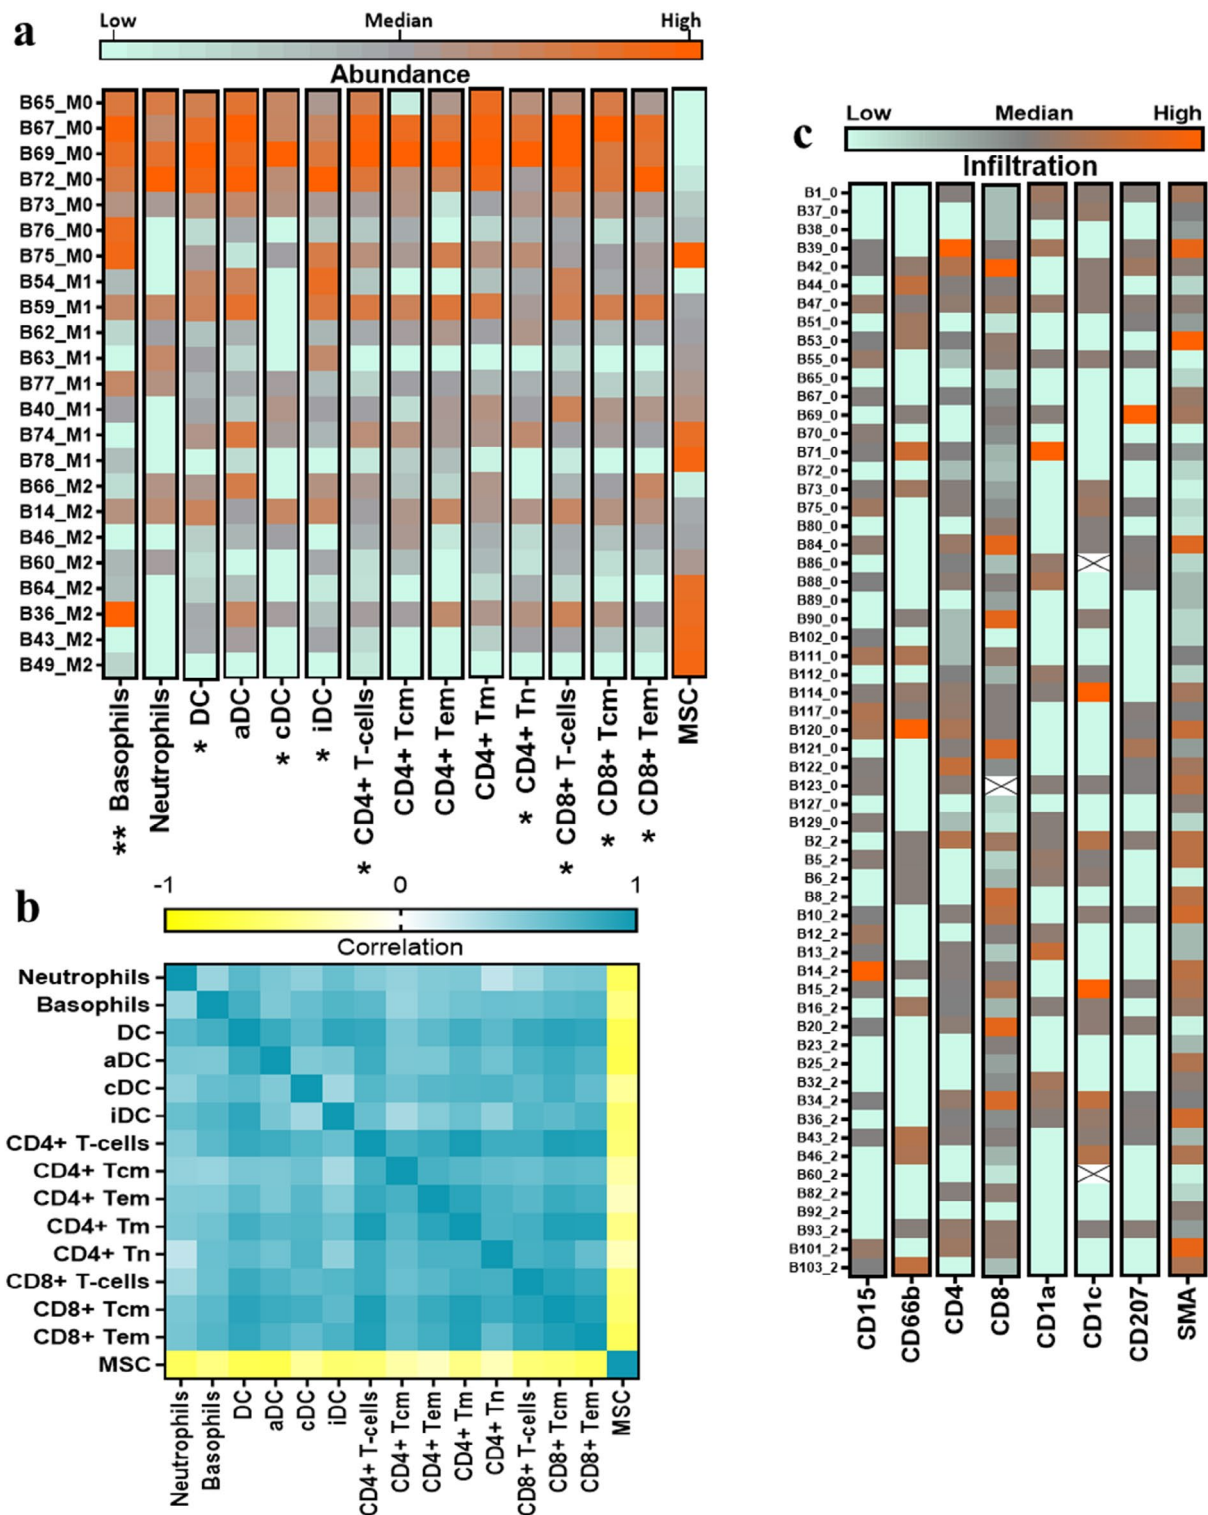 a
Low Median High
Abundance
B65_M0
B67_M0
B69_M0
B72_M0
B73_M0
B76_M0
B75_M0
B54_M1
B59_M1
B62_M1
B63_M1
B77_M1
B40_M1
B74_M1
B78_M1
B66_M2
B14_M2
B46_M2
B60_M2
B64_M2
B36_M2
B43_M2
B49_M2
** Basophils
Neutrophils
* DC
aDC
* cDC
* iDC
* CD4+ T-cells
CD4+ Tcm
CD4+ Tem
CD4+ Tm
* CD4+ Tn
* CD8+ T-cells
* CD8+ Tcm
* CD8+ Tem
MSC
b
-1 0 1
Correlation
Neutrophils
Basophils
DC
aDC
cDC
iDC
CD4+ T-cells
CD4+ Tcm
CD4+ Tem
CD4+ Tm
CD4+ Tn
CD8+ T-cells
CD8+ Tcm
CD8+ Tem
MSC
Neutrophils
Basophils
DC
aDC
cDC
iDC
CD4+ T-cells
CD4+ Tcm
CD4+ Tem
CD4+ Tm
CD4+ Tn
CD8+ T-cells
CD8+ Tcm
CD8+ Tem
MSC
c
Low Median High
Infiltration
B1_0
B37_0
B38_0
B39_0
B42_0
B44_0
B47_0
B51_0
B53_0
B55_0
B65_0
B67_0
B69_0
B70_0
B71_0
B72_0
B73_0
B75_0
B80_0
B84_0
B86_0
B88_0
B89_0
B90_0
B102_0
B111_0
B112_0
B114_0
B117_0
B120_0
B121_0
B122_0
B123_0
B127_0
B129_0
B2_2
B5_2
B6_2
B8_2
B10_2
B12_2
B13_2
B14_2
B15_2
B16_2
B20_2
B23_2
B25_2
B32_2
B34_2
B36_2
B43_2
B46_2
B60_2
B82_2
B92_2
B93_2
B101_2
B103_2
CD15
CD66b
CD4
CD8
CD1a
CD1c
CD207
SMA